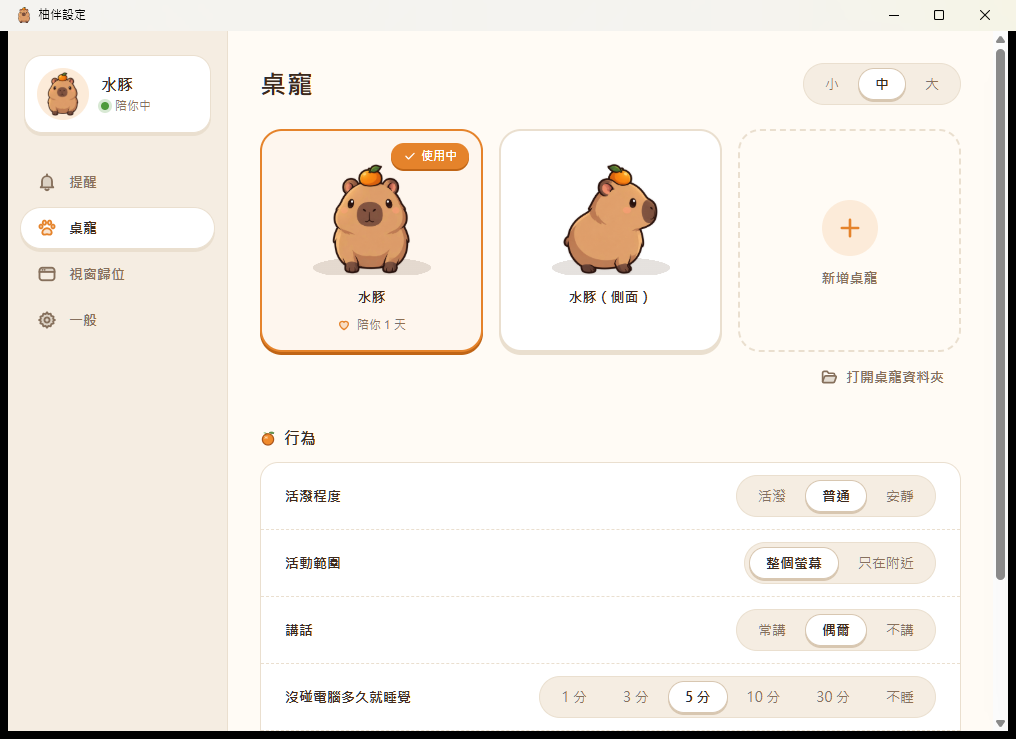 柚伴設定
水豚
陪你中
提醒
桌寵
視窗歸位
一般
桌寵
小 中 大
使用中
水豚
陪你 1 天
水豚（側面）
新增桌寵
打開桌寵資料夾
行為
活潑程度
活潑 普通 安靜
活動範圍
整個螢幕 只在附近
講話
常講 偶爾 不講
沒碰電腦多久就睡覺
1 分 3 分 5 分 10 分 30 分 不睡